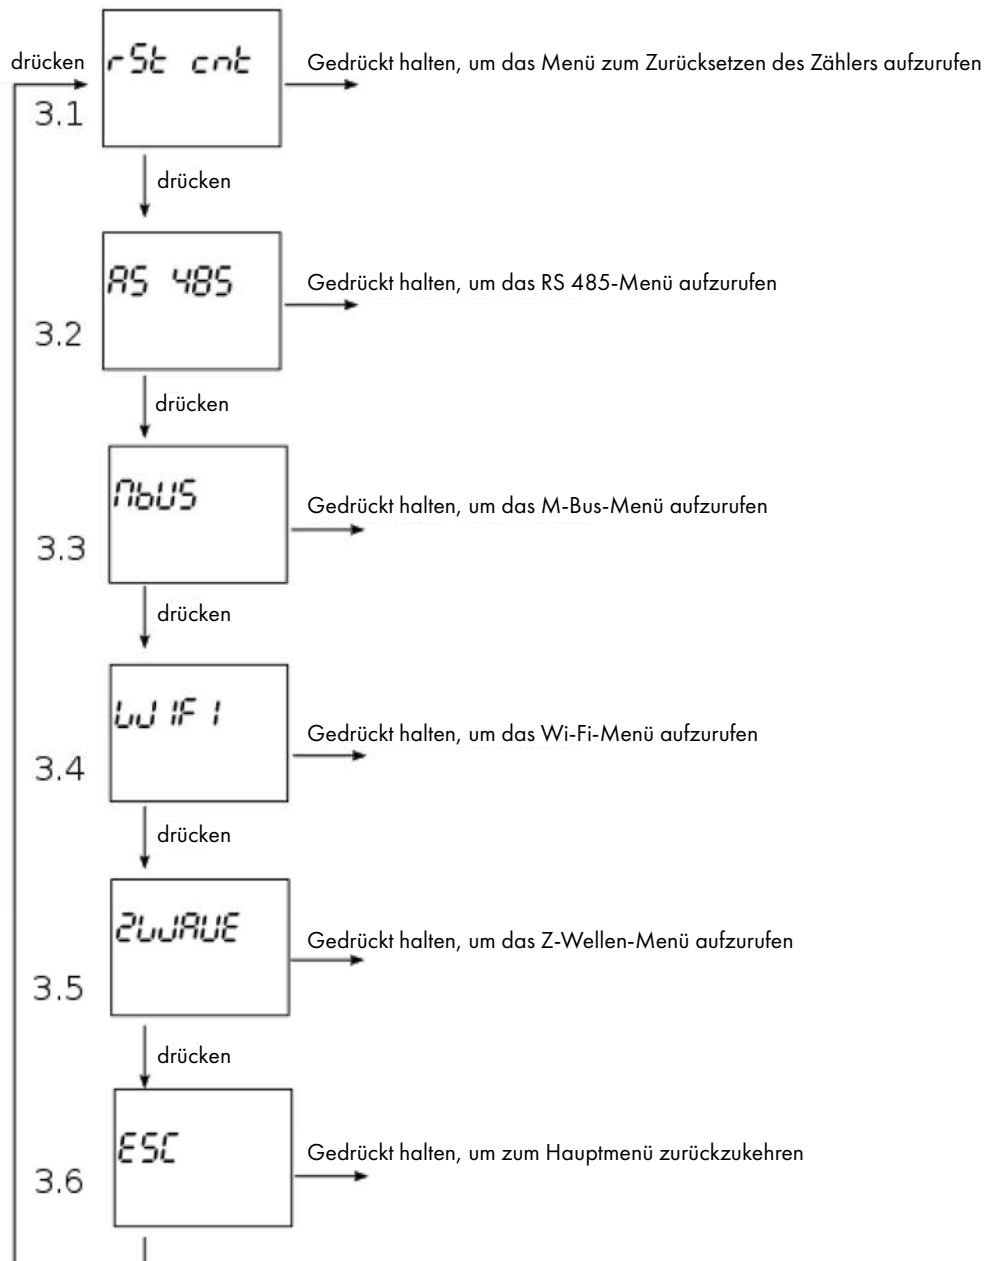 rSt cnt
drücken
Gedrückt halten, um das Menü zum Zurücksetzen des Zählers aufzurufen
3.1
drücken
RS 485
Gedrückt halten, um das RS 485-Menü aufzurufen
3.2
drücken
MbUS
Gedrückt halten, um das M-Bus-Menü aufzurufen
3.3
drücken
WIFI
Gedrückt halten, um das Wi-Fi-Menü aufzurufen
3.4
drücken
ZWAVE
Gedrückt halten, um das Z-Wellen-Menü aufzurufen
3.5
drücken
ESC
Gedrückt halten, um zum Hauptmenü zurückzukehren
3.6